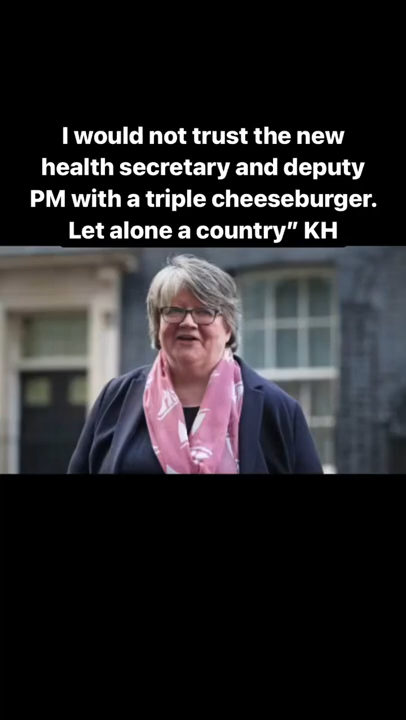 I would not trust the new
health secretary and deputy
PM with a triple cheeseburger.
Let alone a country” KH